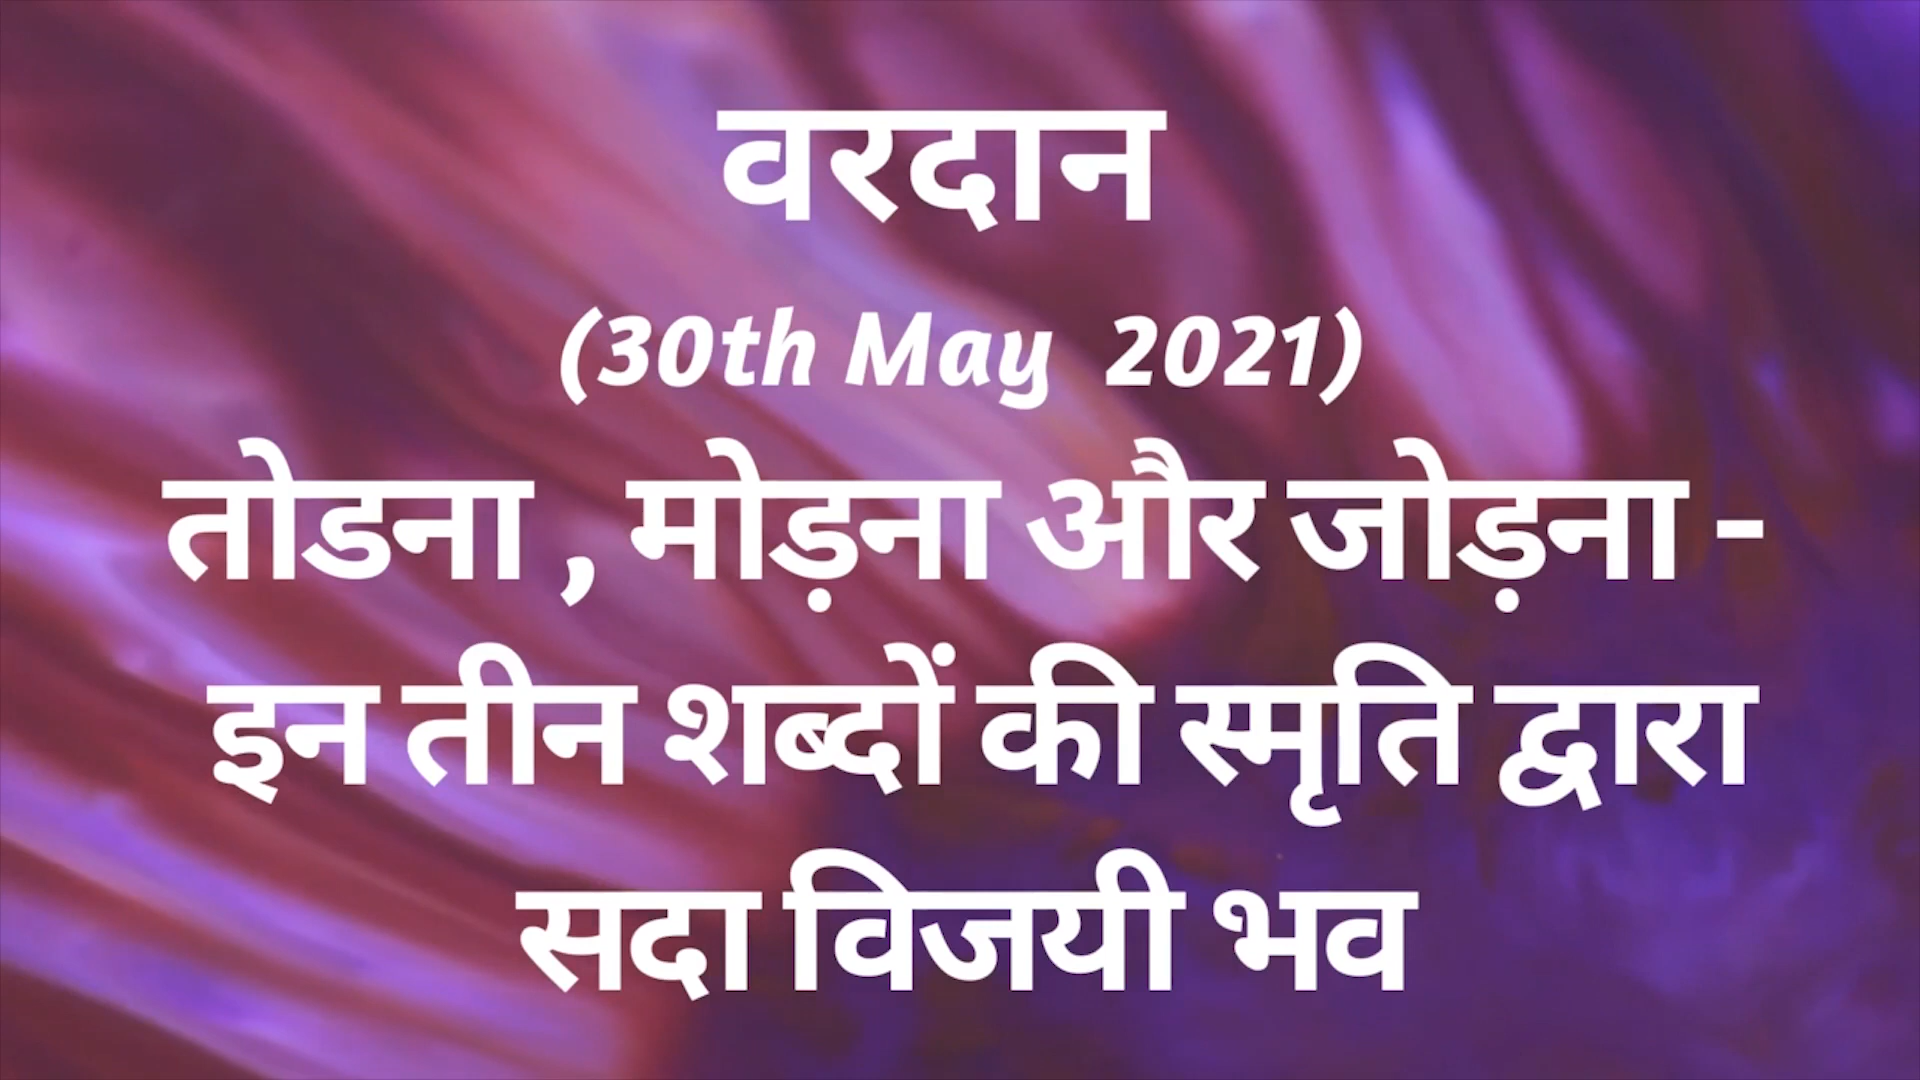 वरदान
(30th May 2021)
तोडना , मोड़ना और जोड़ना -
इन तीन शब्दों की स्मृति द्वारा
सदा विजयी भव